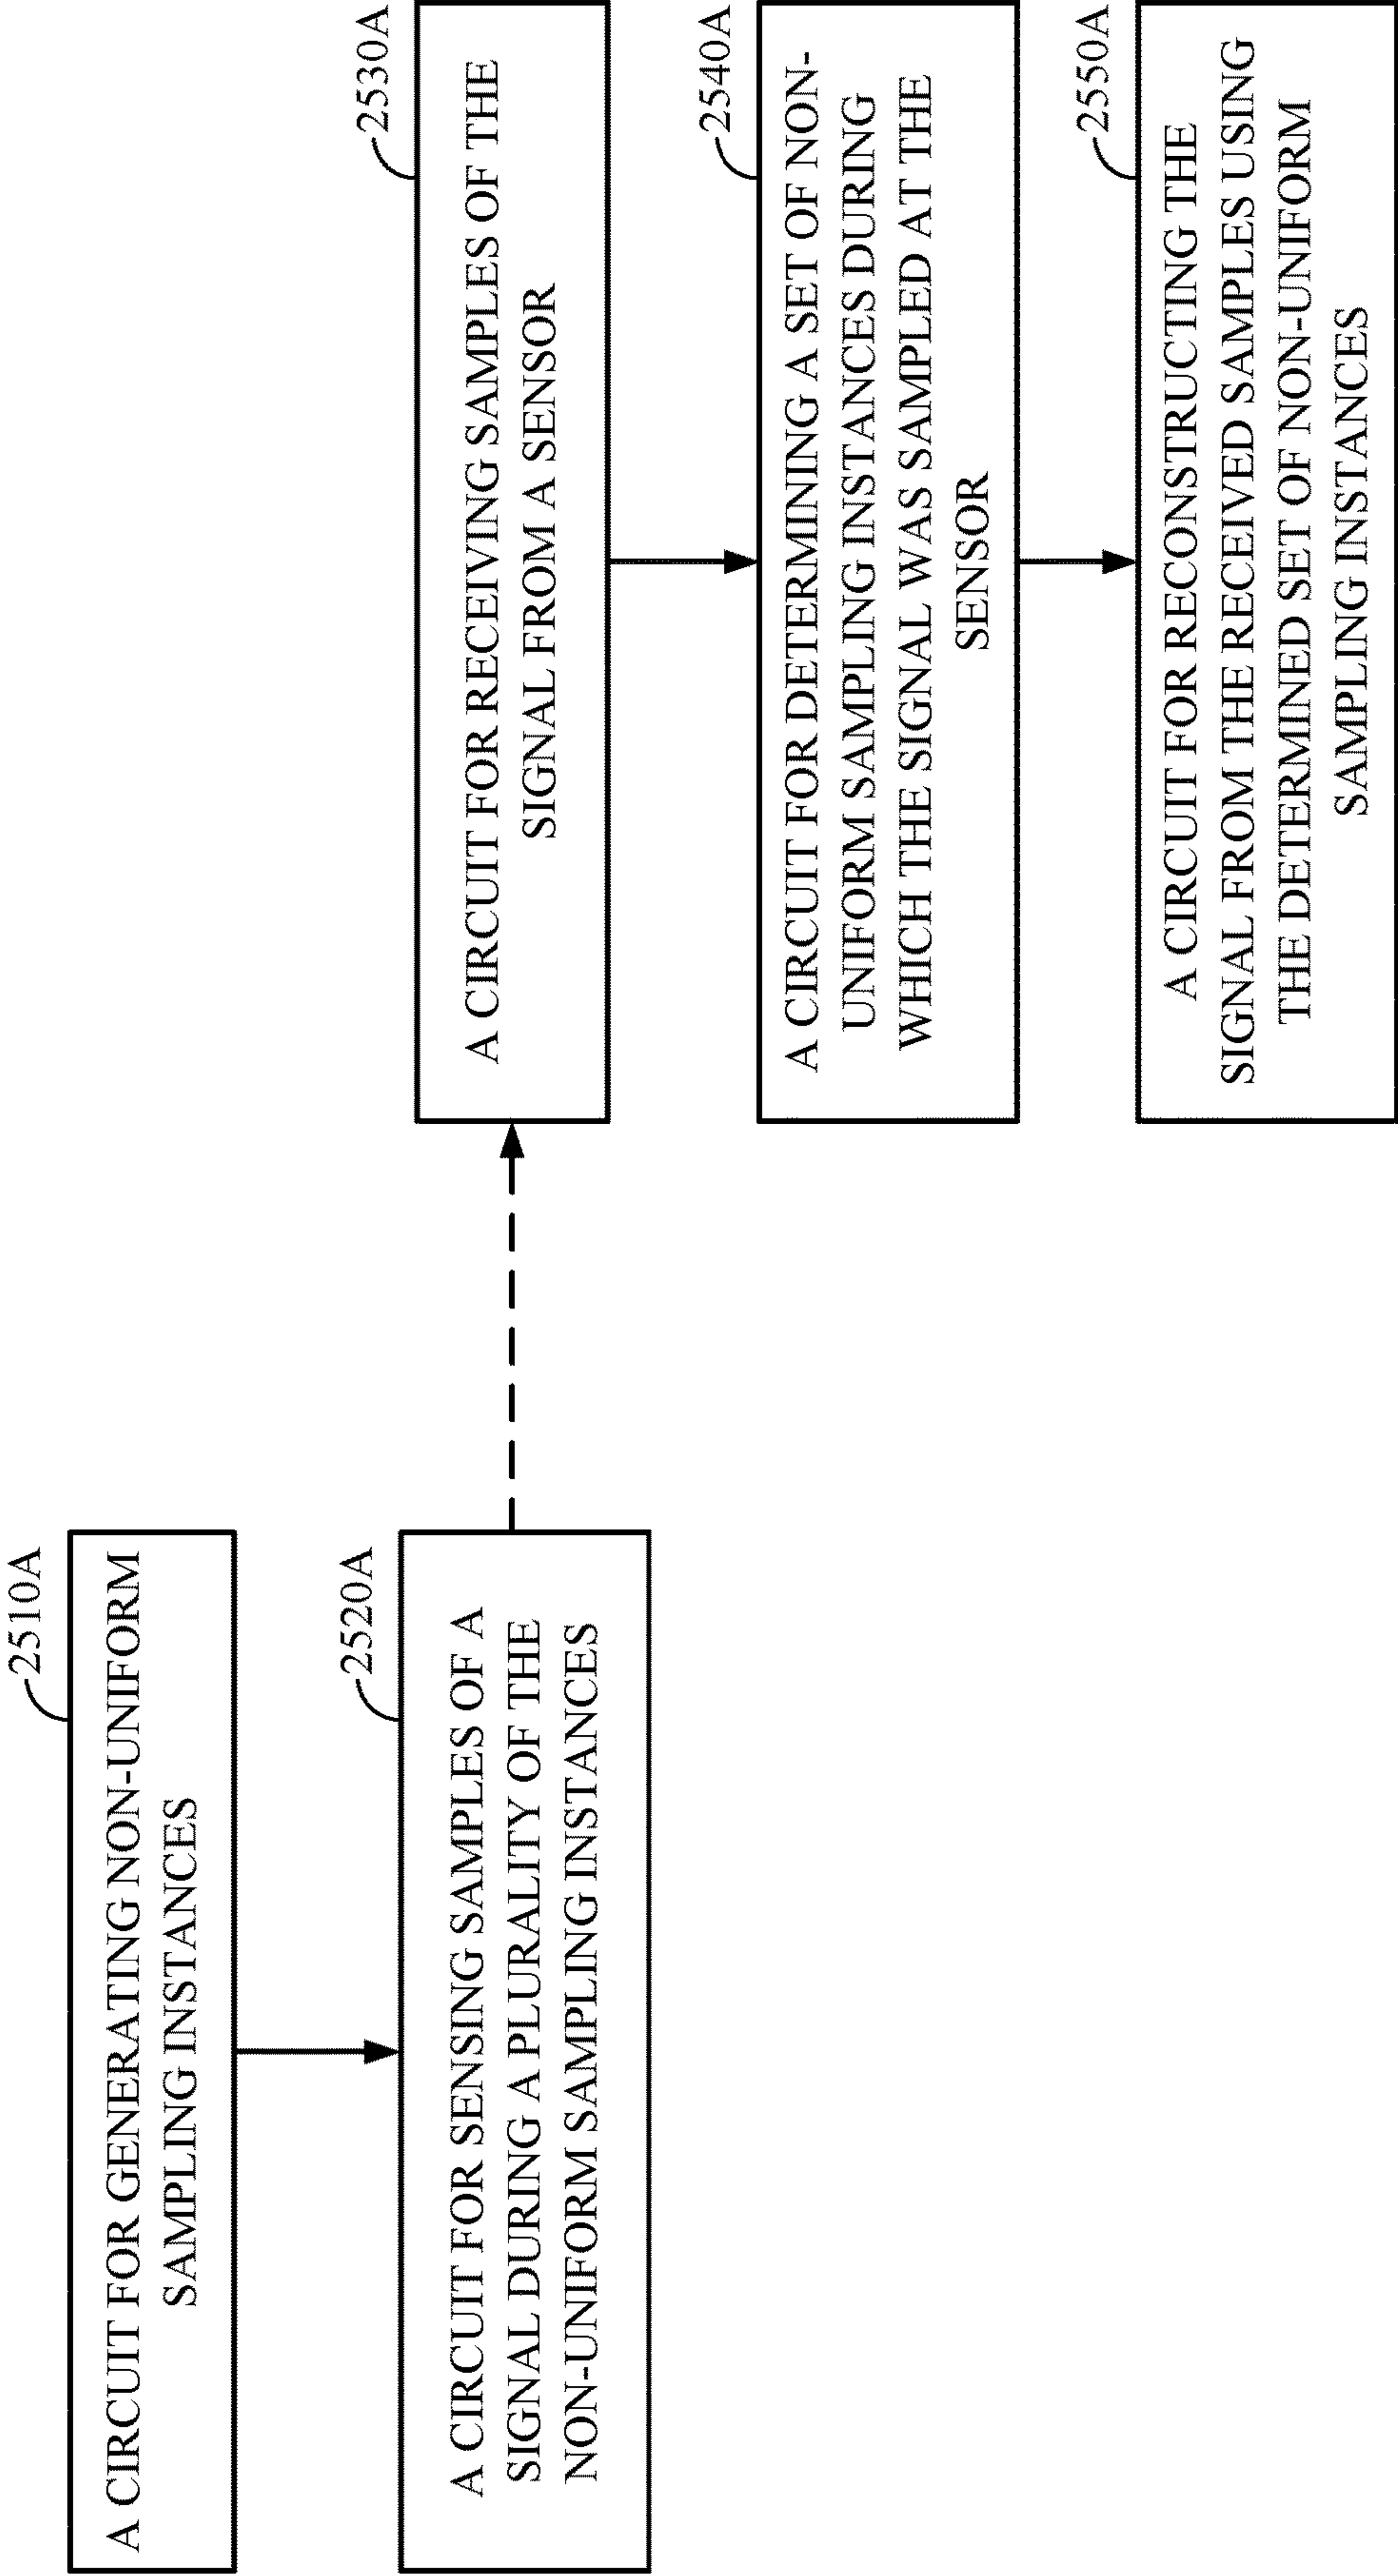 2510A
A CIRCUIT FOR GENERATING NON-UNIFORM
SAMPLING INSTANCES
2520A
A CIRCUIT FOR SENSING SAMPLES OF A
SIGNAL DURING A PLURALITY OF THE
NON-UNIFORM SAMPLING INSTANCES
2530A
A CIRCUIT FOR RECEIVING SAMPLES OF THE
SIGNAL FROM A SENSOR
2540A
A CIRCUIT FOR DETERMINING A SET OF NON-
UNIFORM SAMPLING INSTANCES DURING
WHICH THE SIGNAL WAS SAMPLED AT THE
SENSOR
2550A
A CIRCUIT FOR RECONSTRUCTING THE
SIGNAL FROM THE RECEIVED SAMPLES USING
THE DETERMINED SET OF NON-UNIFORM
SAMPLING INSTANCES